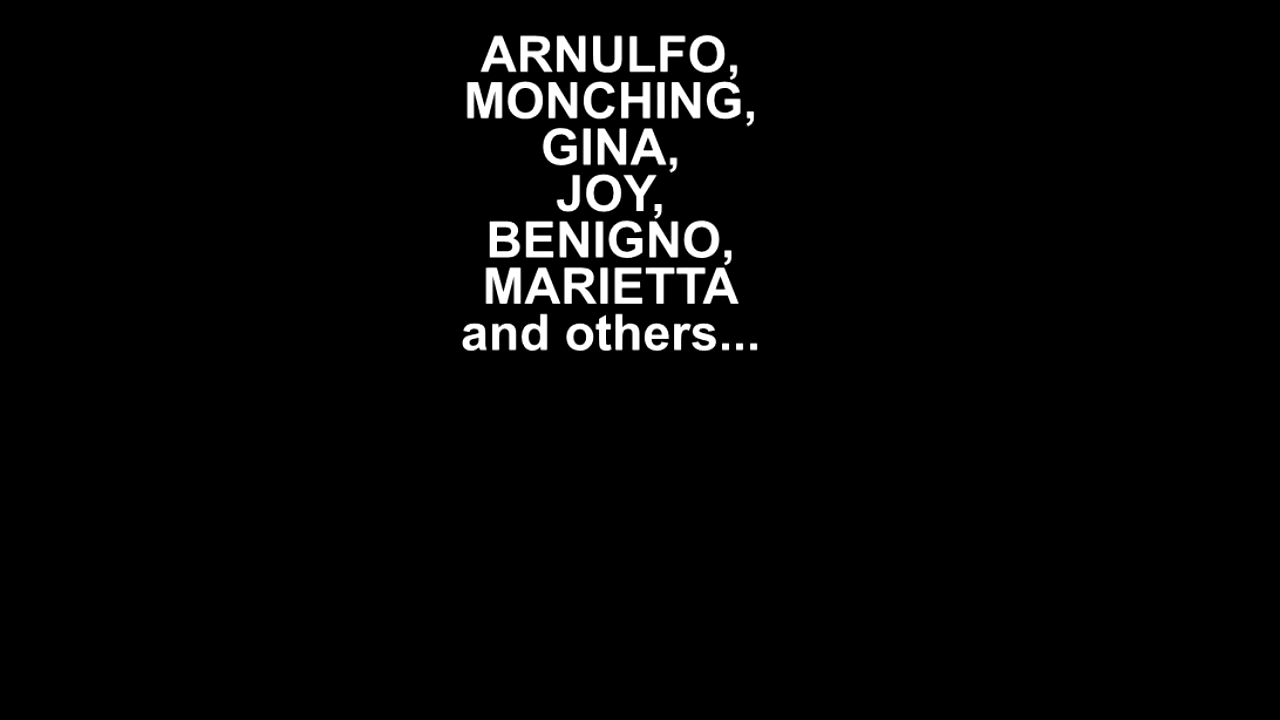 ARNULFO,
MONCHING,
GINA,
JOY,
BENIGNO,
MARIETTA
and others...